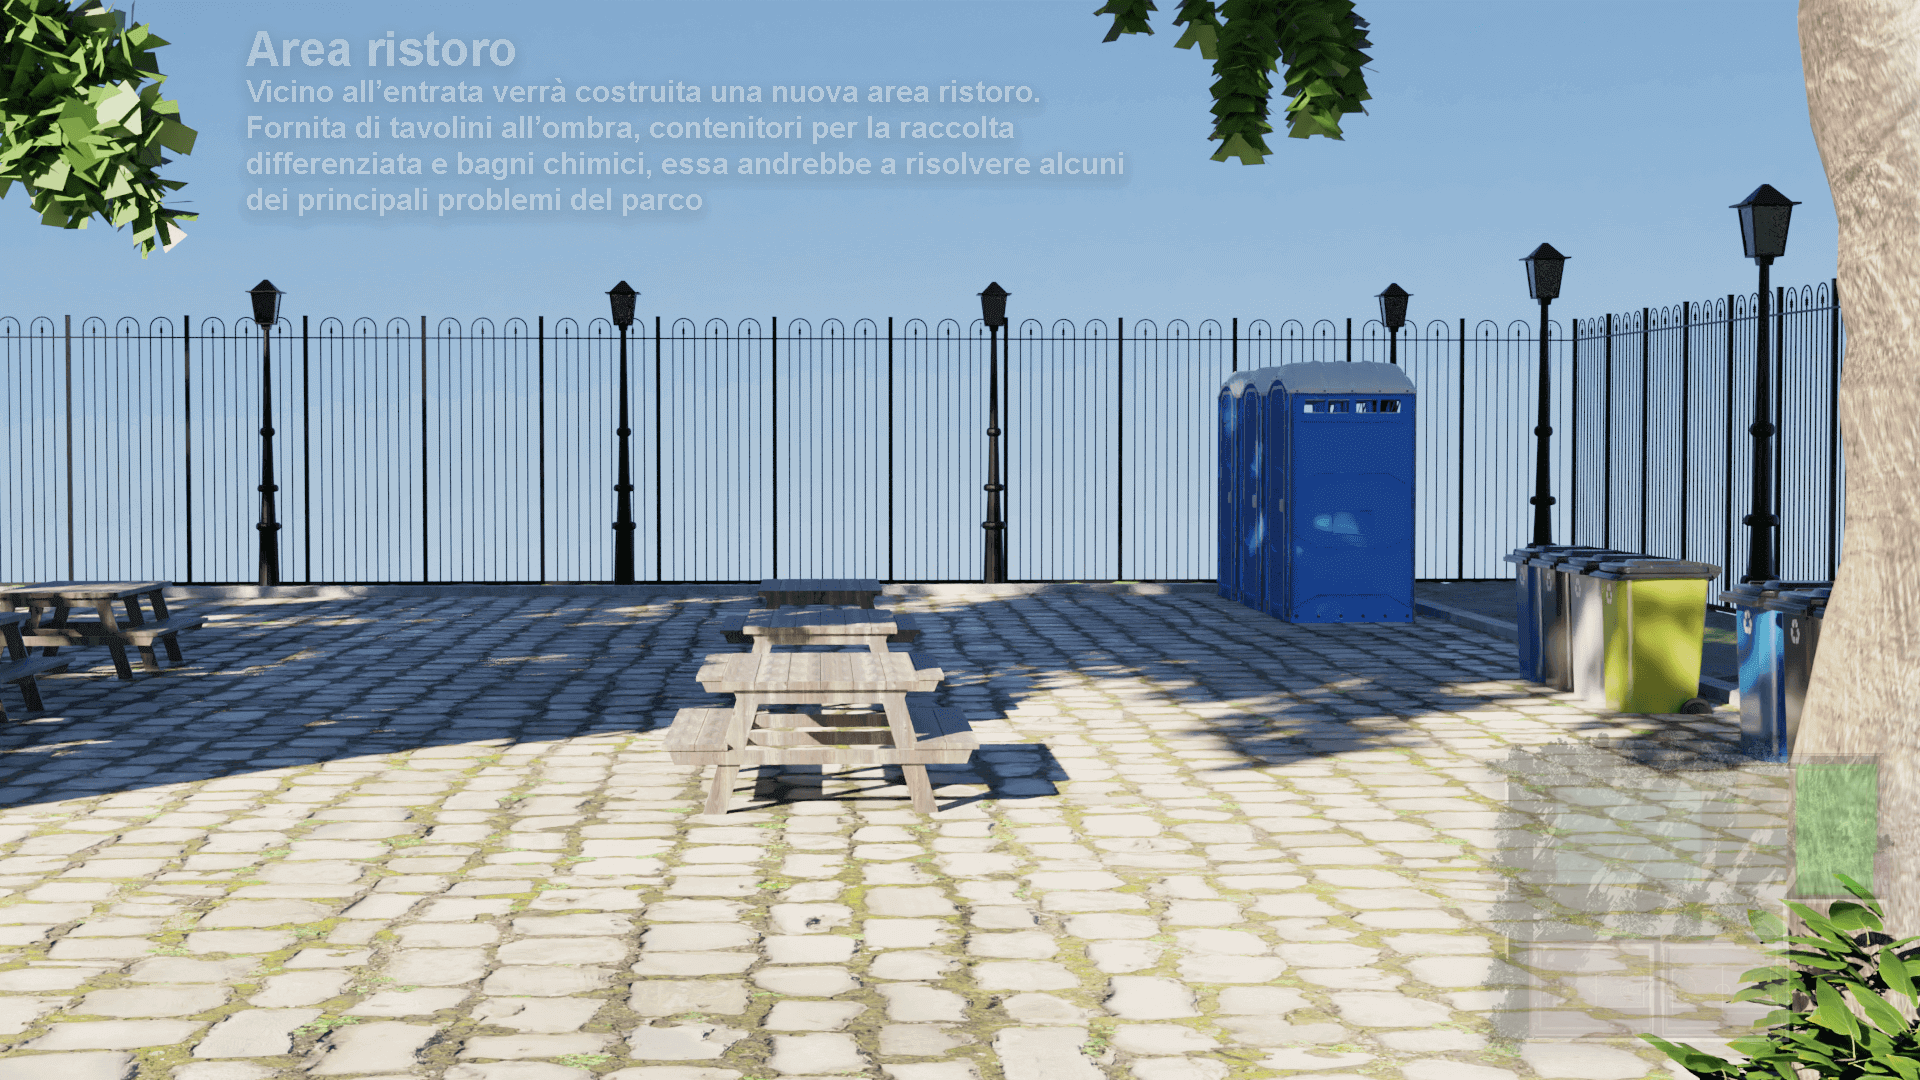 Area ristoro
Vicino all’entrata verrà costruita una nuova area ristoro.
Fornita di tavolini all’ombra, contenitori per la raccolta
differenziata e bagni chimici, essa andrebbe a risolvere alcuni
dei principali problemi del parco